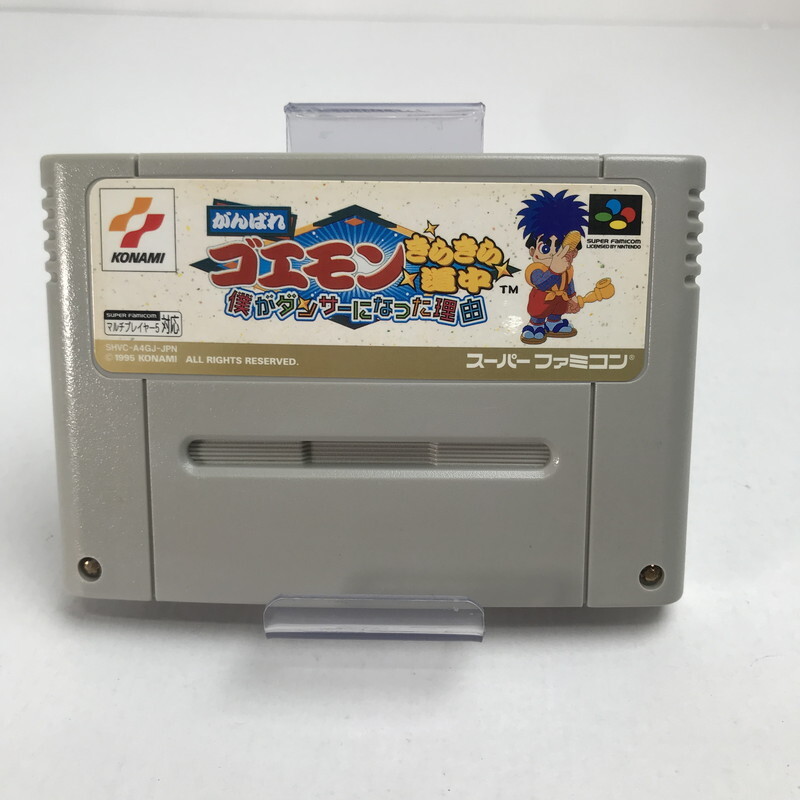 KONAMI
がんばれ
ゴエモン
きらきら
道中
TM
僕がダンサーになった理由
SUPER FAMICOM
LICENSED BY NINTENDO
SUPER FAMICOM
マルチプレイヤー5 対応
SHVC-A4GJ-JPN
© 1995 KONAMI ALL RIGHTS RESERVED.
スーパーファミコン®